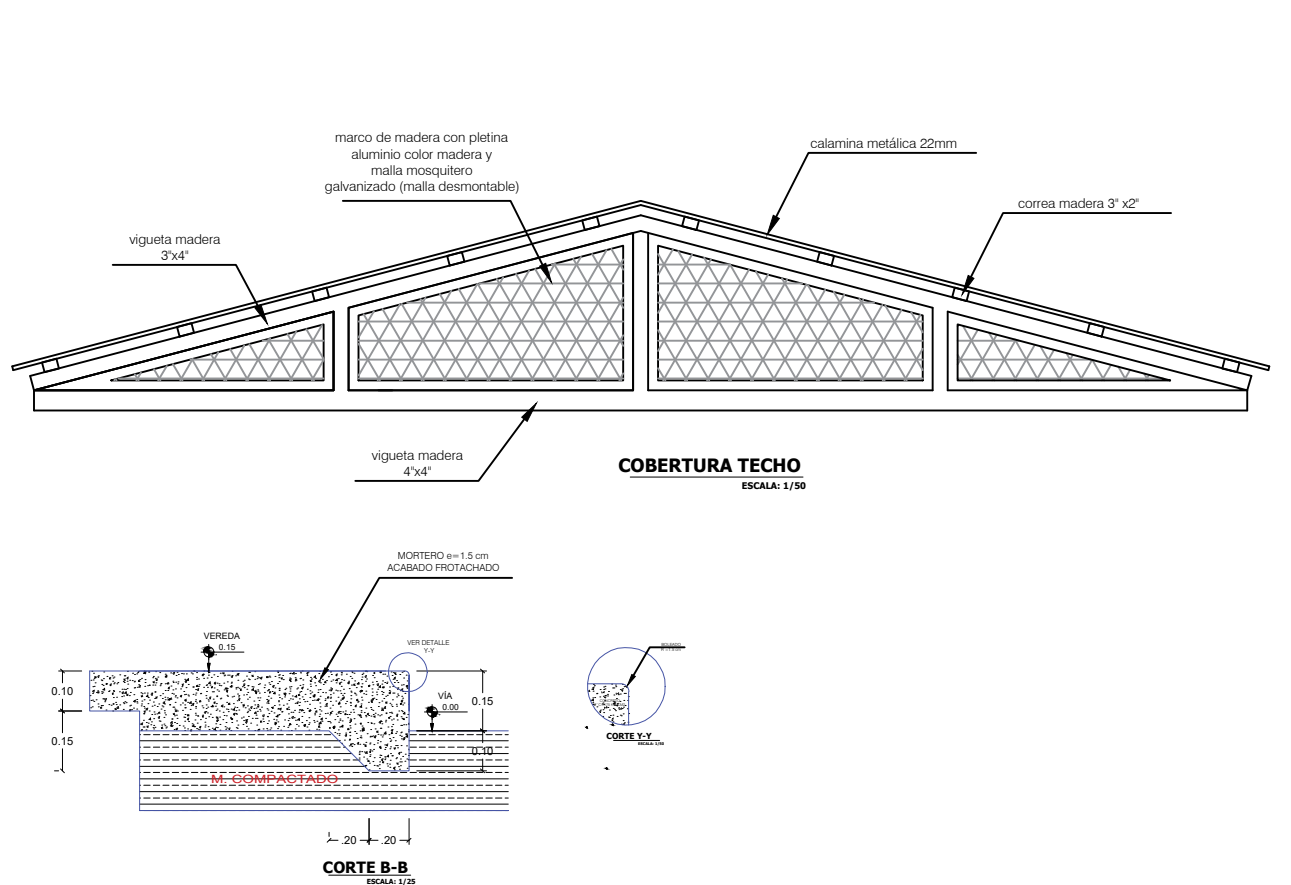 marco de madera con pletina
aluminio color madera y
malla mosquitero
galvanizado (malla desmontable)
calamina metálica 22mm
correa madera 3" x2"
vigueta madera
3"x4"
vigueta madera
4"x4"
COBERTURA TECHO
ESCALA: 1/50
MORTERO e=1.5 cm
ACABADO FROTACHADO
VEREDA
0.15
VER DETALLE
Y-Y
VÍA
0.00
0.10
0.15
0.15
0.10
M. COMPACTADO
.20
.20
CORTE B-B
ESCALA: 1/25
CORTE Y-Y